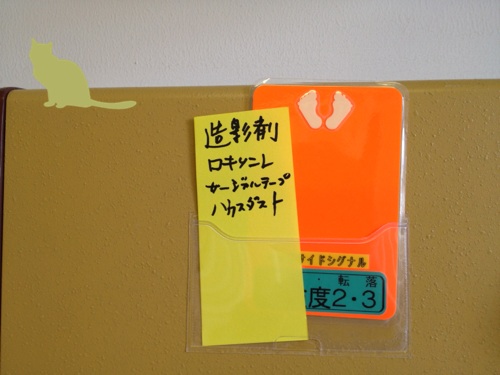 造影剤
ロキソニン
サージカルテープ
ハウスダスト
サイドシグナル
転 落
度2・3